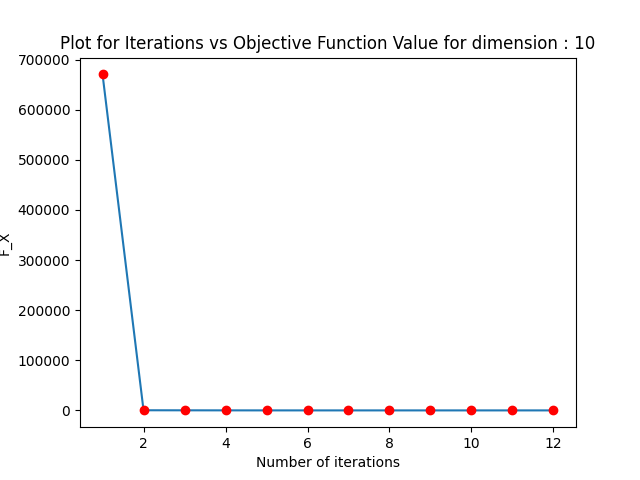 Plot for Iterations vs Objective Function Value for dimension : 10
700000
600000
500000
400000
300000
200000
100000
0
F_X
2 4 6 8 10 12
Number of iterations